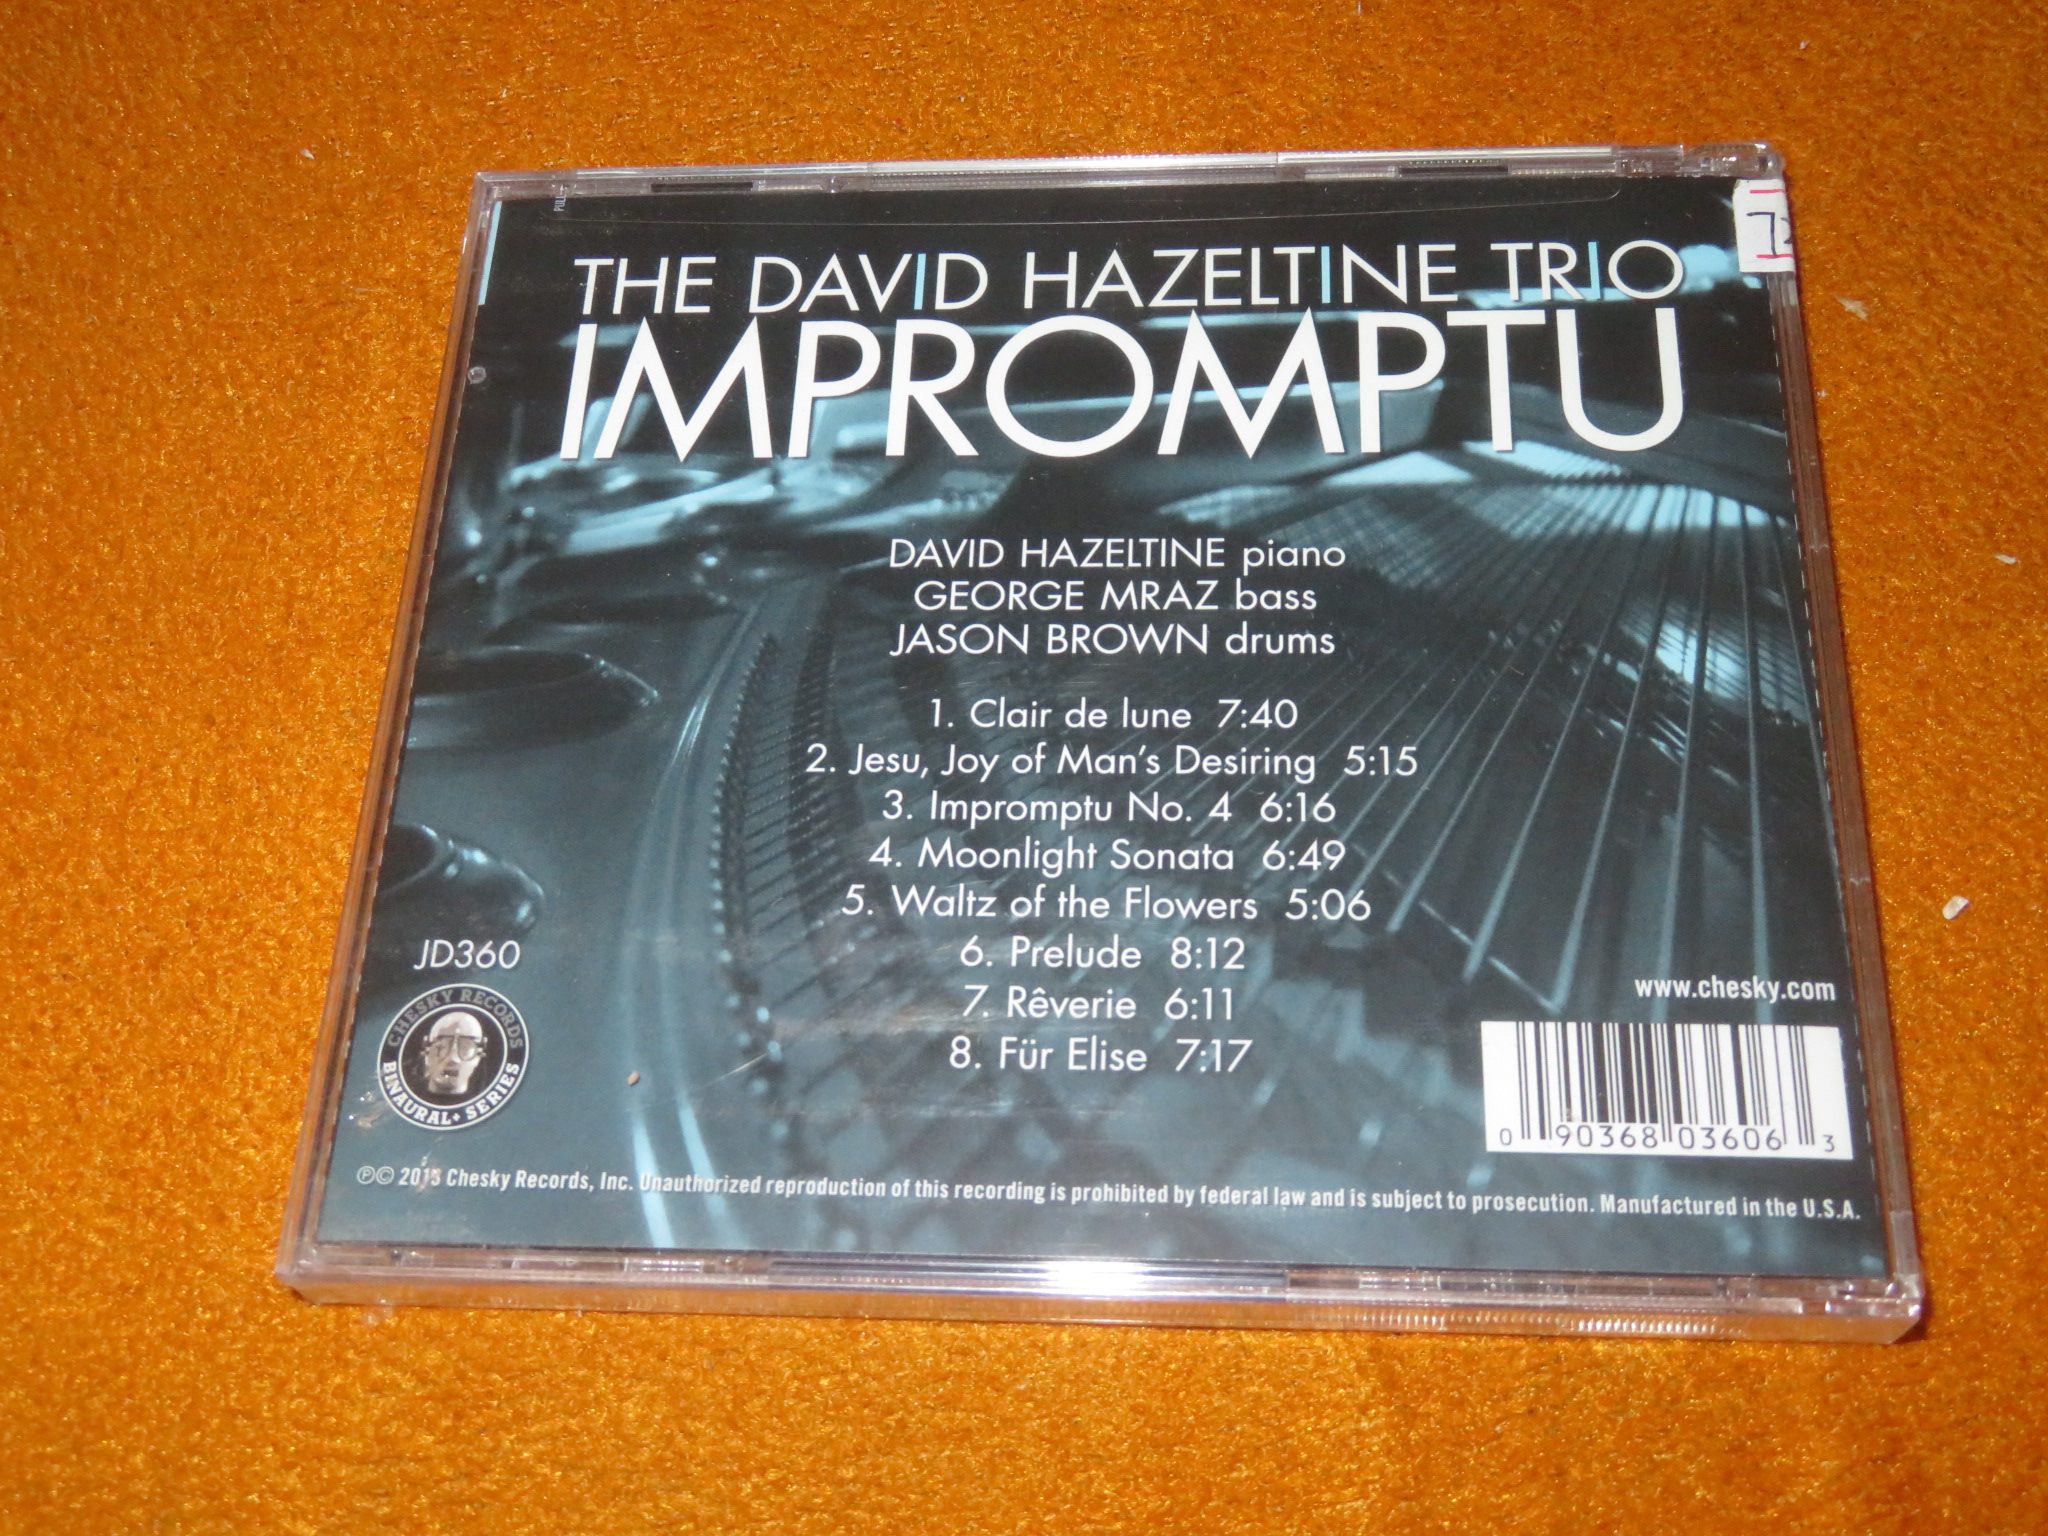 THE DAVID HAZELTINE TRIO
IMPROMPTU
DAVID HAZELTINE piano
GEORGE MRAZ bass
JASON BROWN drums
1. Clair de lune 7:40
2. Jesu, Joy of Man's Desiring 5:15
3. Impromptu No. 4 6:16
4. Moonlight Sonata 6:49
5. Waltz of the Flowers 5:06
6. Prelude 8:12
7. Rêverie 6:11
8. Für Elise 7:17
JD360
CHESKY RECORDS
BINAURAL+ SERIES
www.chesky.com
0 90368 03606 3
℗© Chesky Records, Inc. Unauthorized reproduction of this recording is prohibited by federal law and is subject to prosecution. Manufactured in the U.S.A.